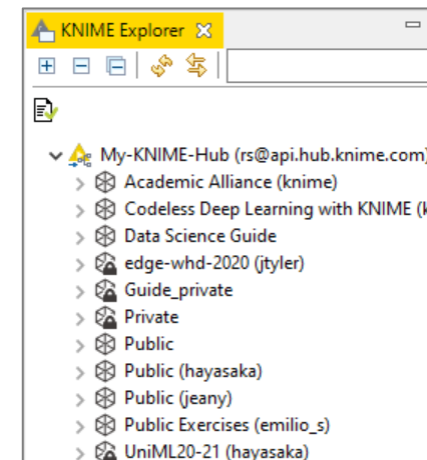 KNIME Explorer
My-KNIME-Hub (rs@api.hub.knime.com)
Academic Alliance (knime)
Codeless Deep Learning with KNIME (k
Data Science Guide
edge-whd-2020 (jtyler)
Guide_private
Private
Public
Public (hayasaka)
Public (jeany)
Public Exercises (emilio_s)
UniML20-21 (hayasaka)